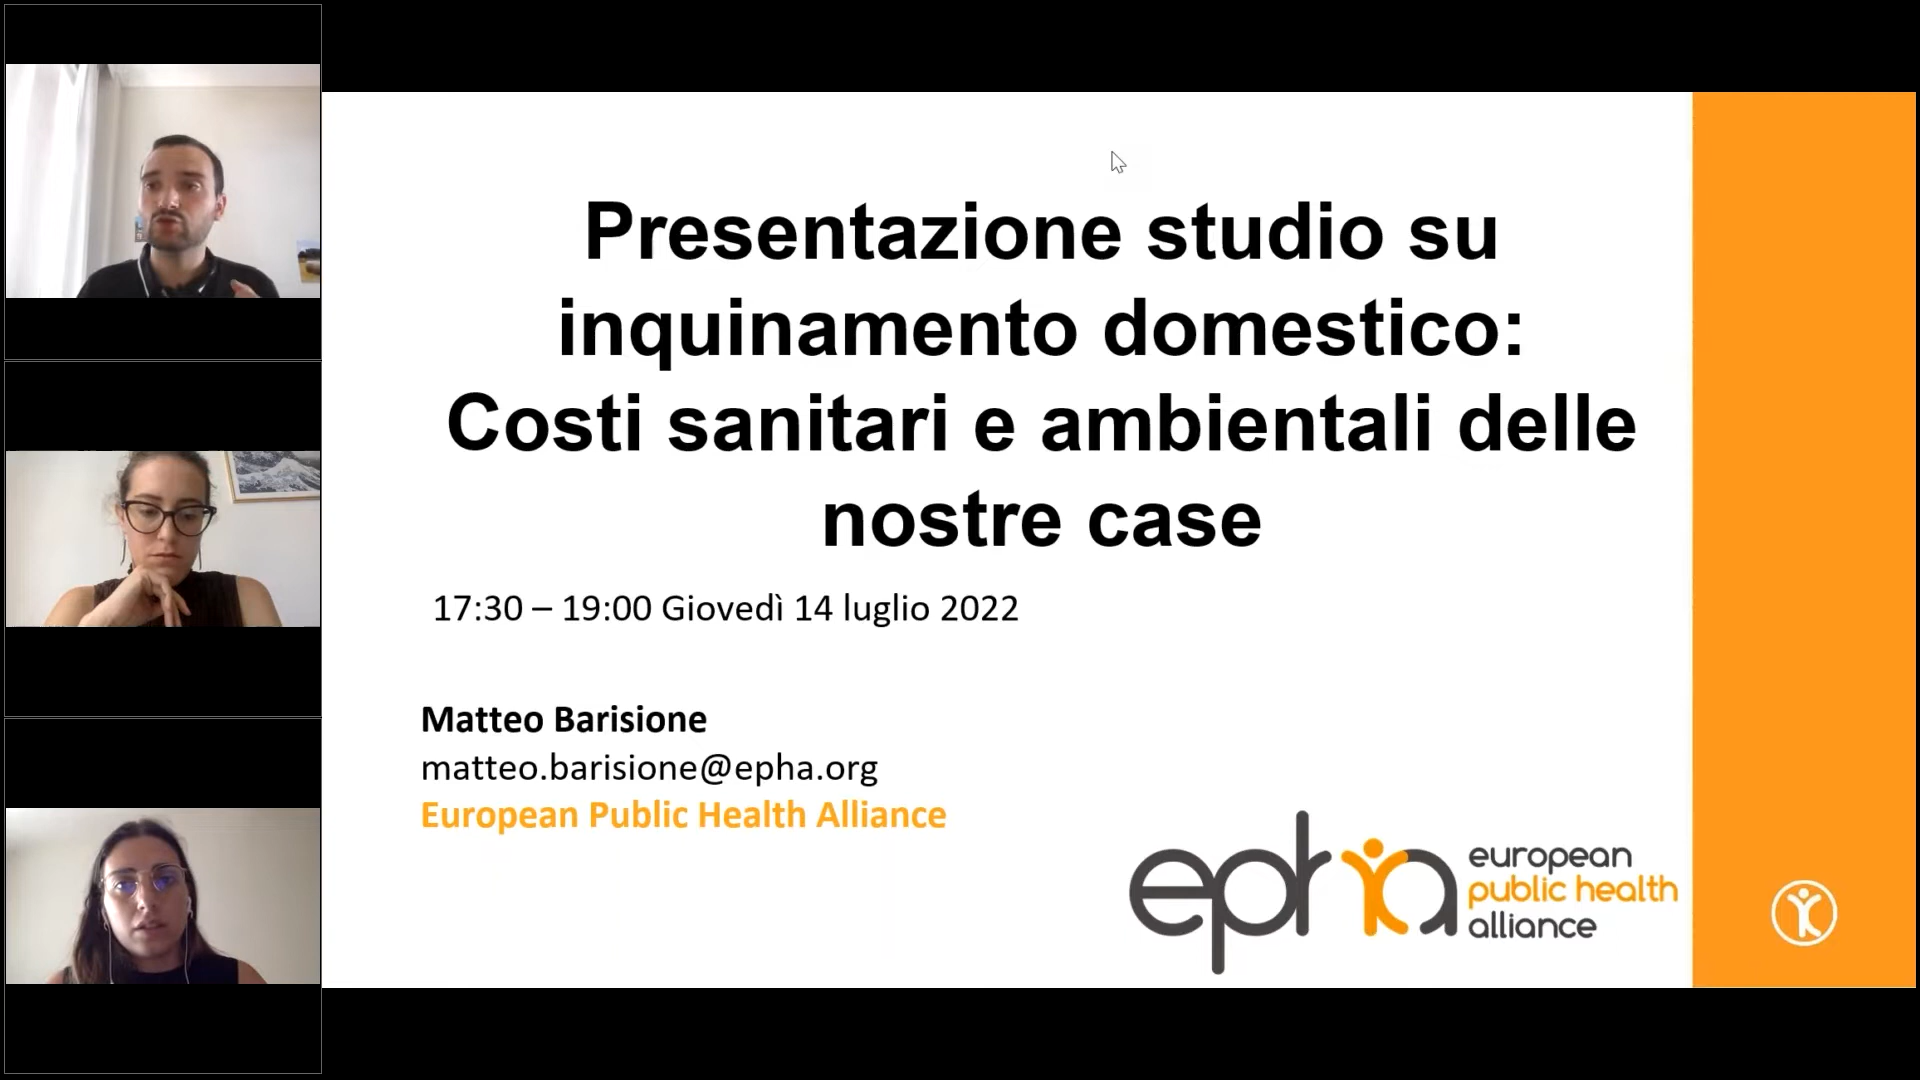 Presentazione studio su
inquinamento domestico:
Costi sanitari e ambientali delle
nostre case
17:30 – 19:00 Giovedì 14 luglio 2022
Matteo Barisione
matteo.barisione@epha.org
European Public Health Alliance
epha
european
public health
alliance